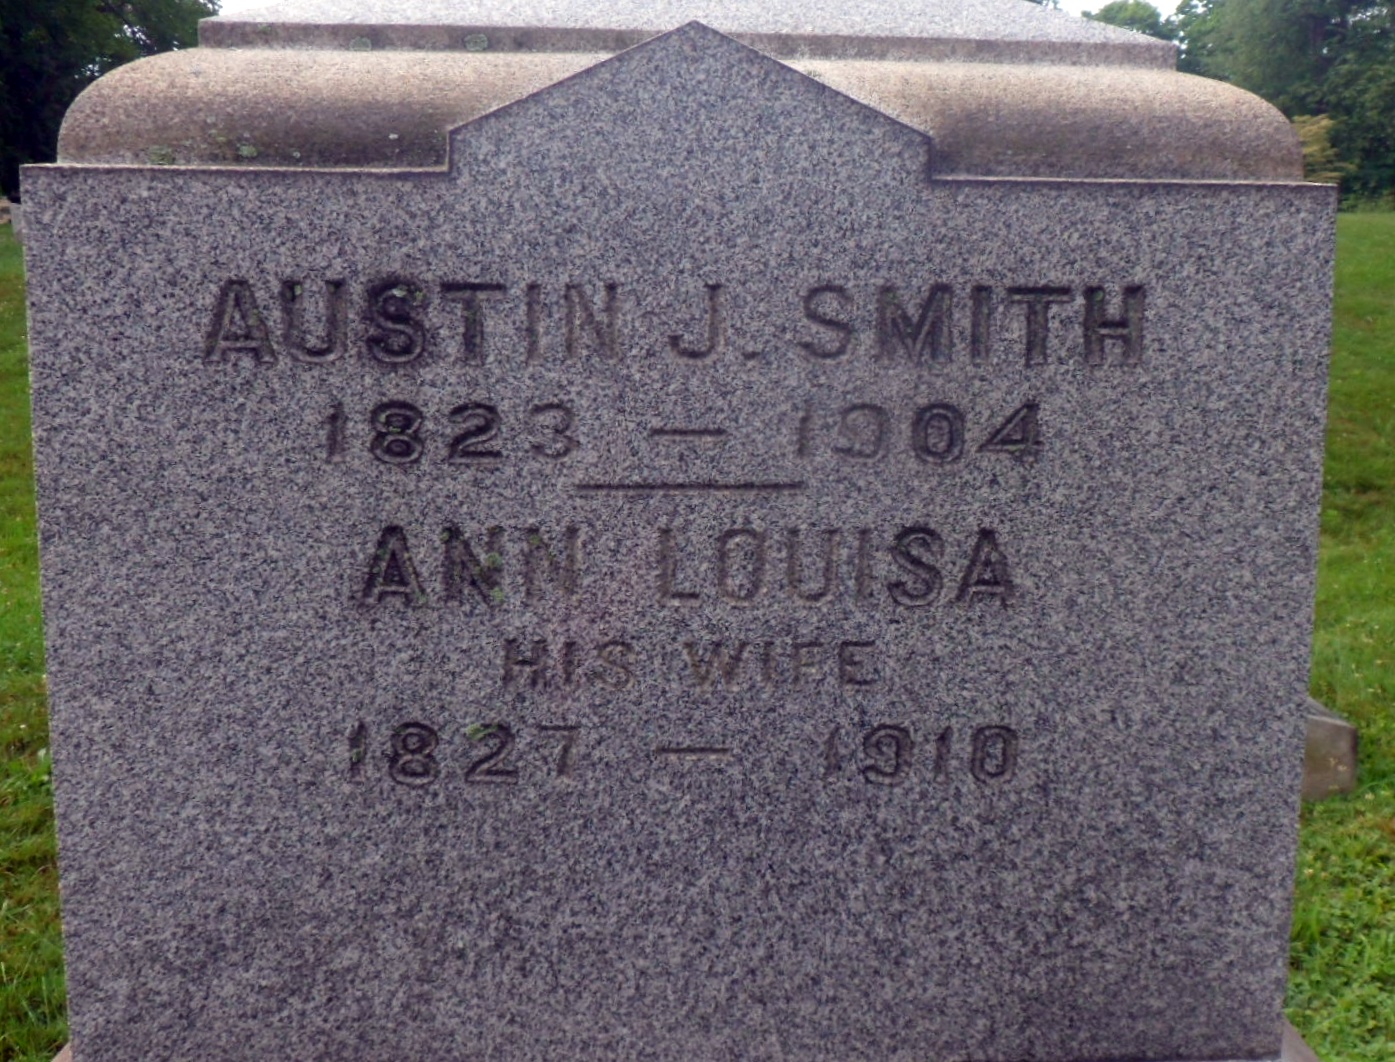 AUSTIN J. SMITH
1823 — 1904
ANN LOUISA
HIS WIFE
1827 — 1910